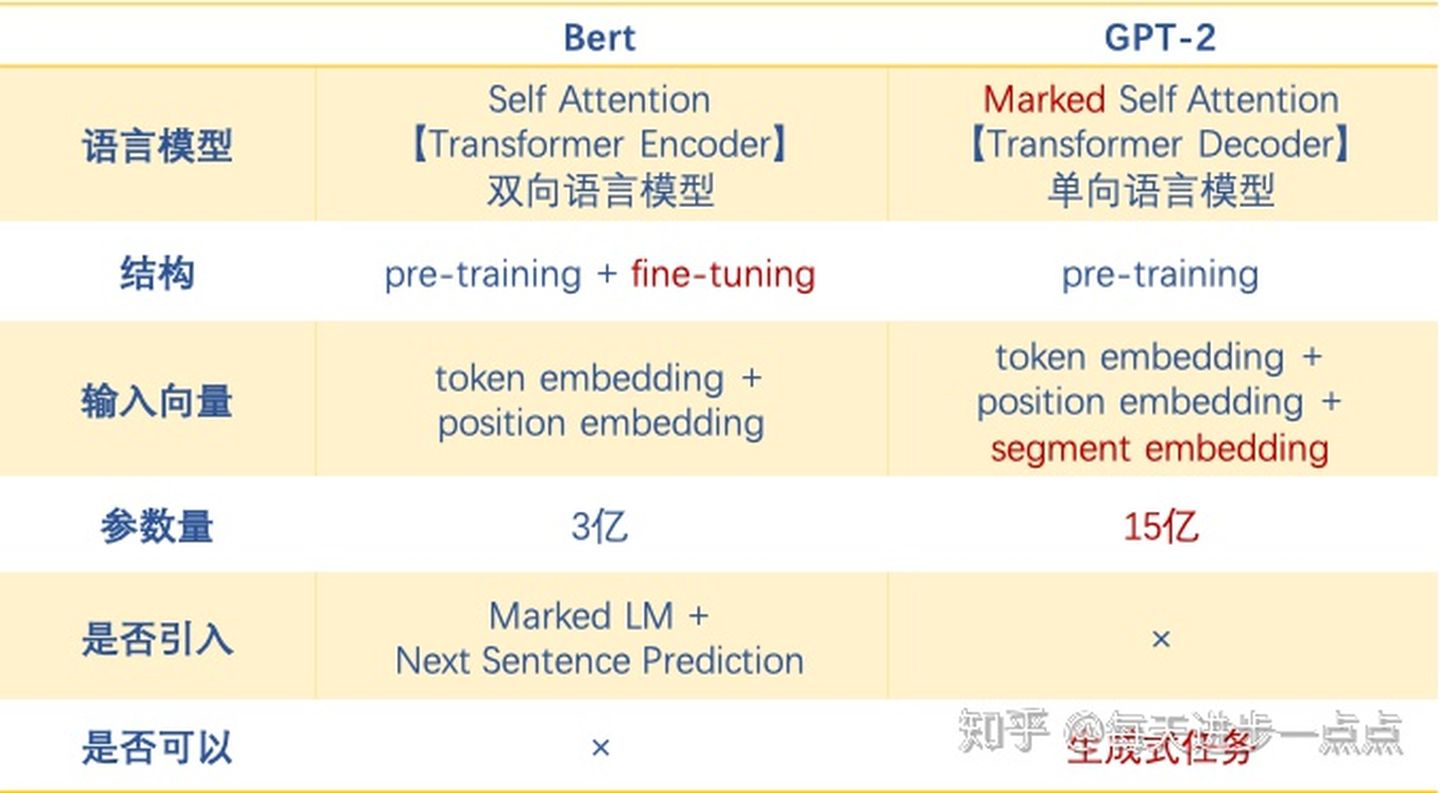 Bert GPT-2
语言模型
Self Attention
【Transformer Encoder】
双向语言模型
Marked Self Attention
【Transformer Decoder】
单向语言模型
结构 pre-training + fine-tuning pre-training
输入向量
token embedding +
position embedding
token embedding +
position embedding +
segment embedding
参数量 3亿 15亿
是否引入
Marked LM +
Next Sentence Prediction
×
是否可以 × 生成式任务
知乎 @每天进步一点点